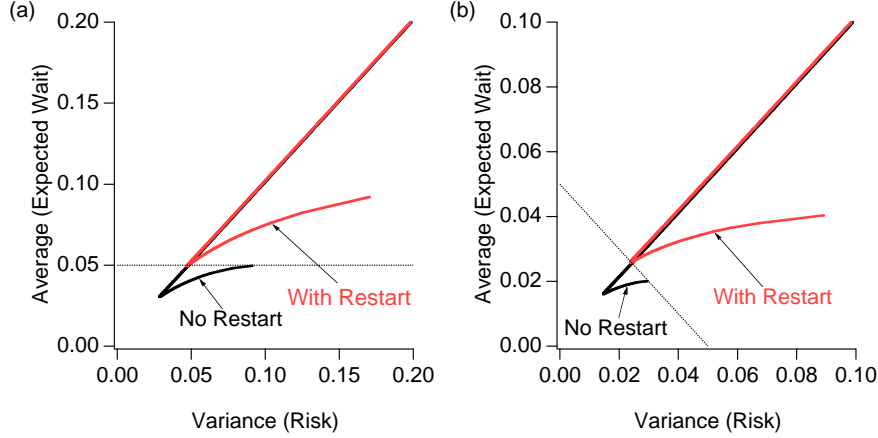 (a)
0.20
0.15
0.10
0.05
0.00
Average (Expected Wait)
No Restart
With Restart
0.00 0.05 0.10 0.15 0.20
Variance (Risk)
(b)
0.10
0.08
0.06
0.04
0.02
0.00
Average (Expected Wait)
No Restart
With Restart
0.00 0.02 0.04 0.06 0.08 0.10
Variance (Risk)